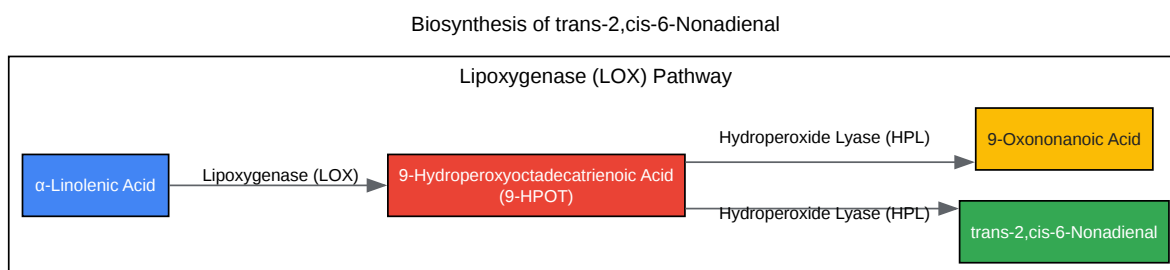 Biosynthesis of trans-2,cis-6-Nonadienal
Lipoxygenase (LOX) Pathway
α-Linolenic Acid
Lipoxygenase (LOX)
9-Hydroperoxyoctadecatrienoic Acid
(9-HPOT)
Hydroperoxide Lyase (HPL)
9-Oxononanoic Acid
Hydroperoxide Lyase (HPL)
trans-2,cis-6-Nonadienal